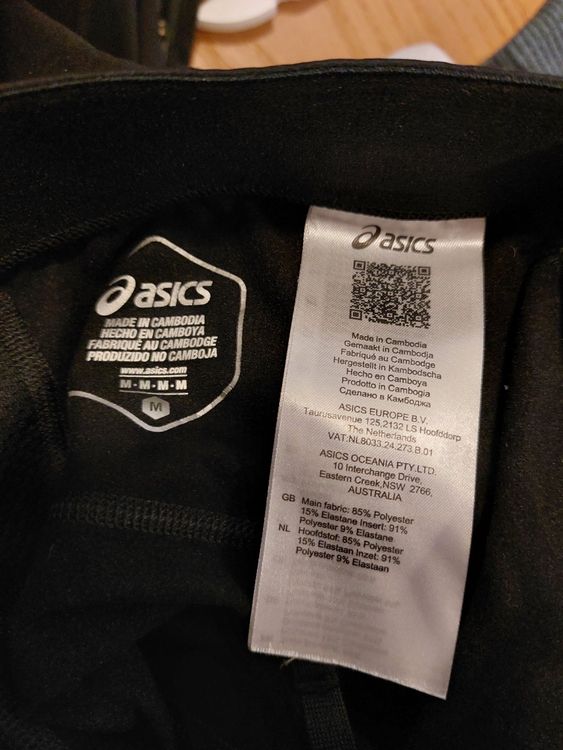 asics
MADE IN CAMBODIA
HECHO EN CAMBOYA
FABRIQUÉ AU CAMBODGE
PRODUZIDO NO CAMBOJA
www.asics.com
M-M-M-M
M
asics
Made in Cambodia
Gemaakt in Cambodja
Fabriqué au Cambodge
Hergestellt in Kambodscha
Hecho en Camboya
Prodotto in Cambogia
Сделано в Камбоджа
ASICS EUROPE B.V.
Taurusavenue 125,2132 LS Hoofddorp
The Netherlands
VAT:NL8033.24.273.B.01
ASICS OCEANIA PTY.LTD.
10 Interchange Drive,
Eastern Creek,NSW 2766,
AUSTRALIA
GB Main fabric: 85% Polyester
15% Elastane Insert: 91%
Polyester 9% Elastane
NL Hoofdstof: 85% Polyester
15% Elastaan Inzet: 91%
Polyester 9% Elastaan